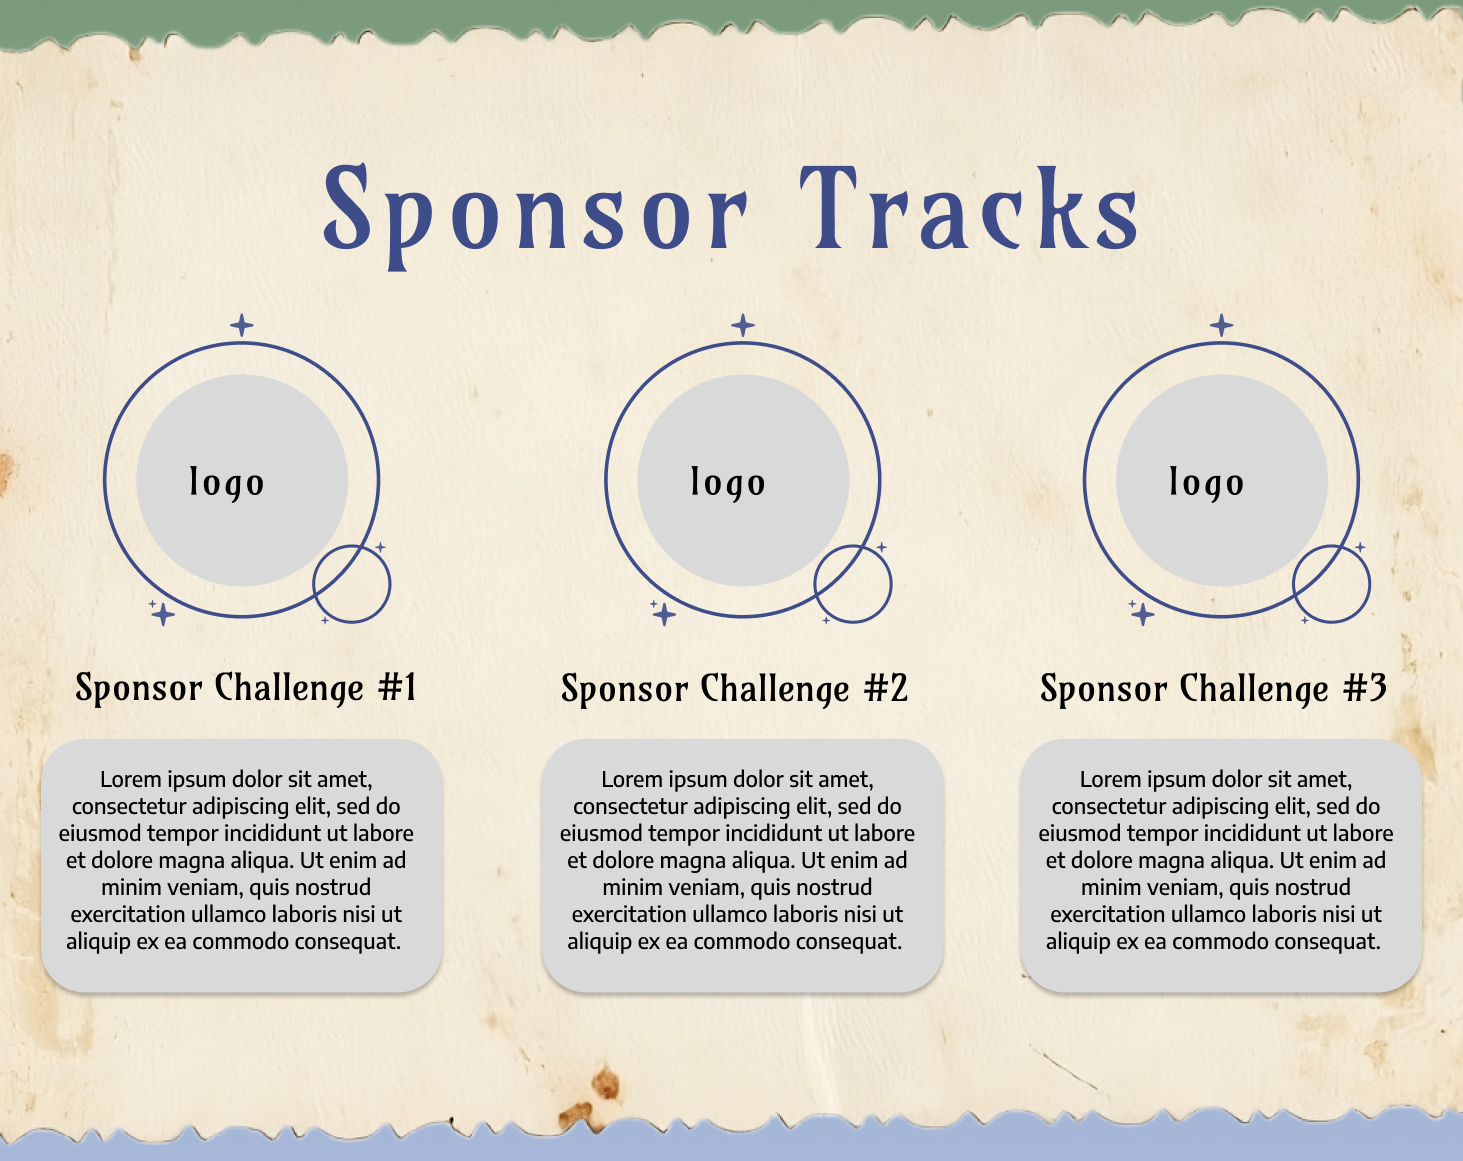 Sponsor Tracks
logo
logo
logo
Sponsor Challenge #1
Sponsor Challenge #2
Sponsor Challenge #3
Lorem ipsum dolor sit amet,
consectetur adipiscing elit, sed do
eiusmod tempor incididunt ut labore
et dolore magna aliqua. Ut enim ad
minim veniam, quis nostrud
exercitation ullamco laboris nisi ut
aliquip ex ea commodo consequat.
Lorem ipsum dolor sit amet,
consectetur adipiscing elit, sed do
eiusmod tempor incididunt ut labore
et dolore magna aliqua. Ut enim ad
minim veniam, quis nostrud
exercitation ullamco laboris nisi ut
aliquip ex ea commodo consequat.
Lorem ipsum dolor sit amet,
consectetur adipiscing elit, sed do
eiusmod tempor incididunt ut labore
et dolore magna aliqua. Ut enim ad
minim veniam, quis nostrud
exercitation ullamco laboris nisi ut
aliquip ex ea commodo consequat.